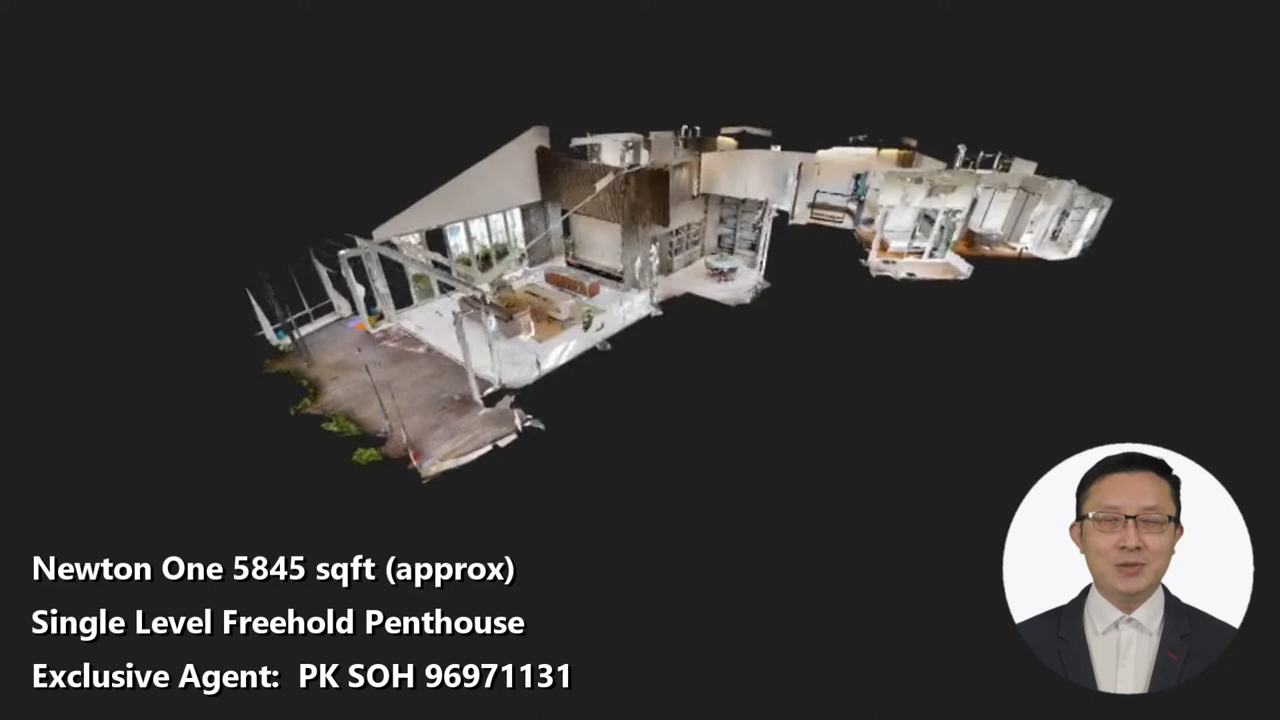 Newton One 5845 sqft (approx)
Single Level Freehold Penthouse
Exclusive Agent:  PK SOH 96971131